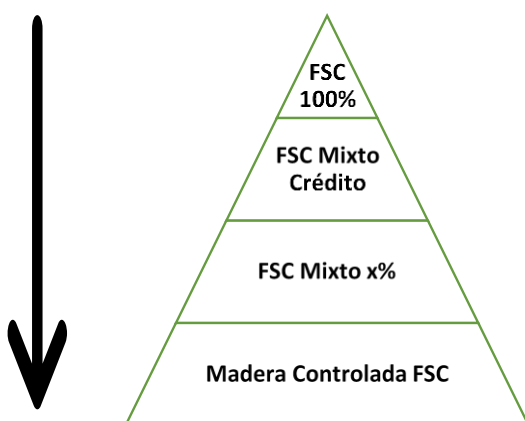 FSC
100%
FSC Mixto
Crédito
FSC Mixto x%
Madera Controlada FSC